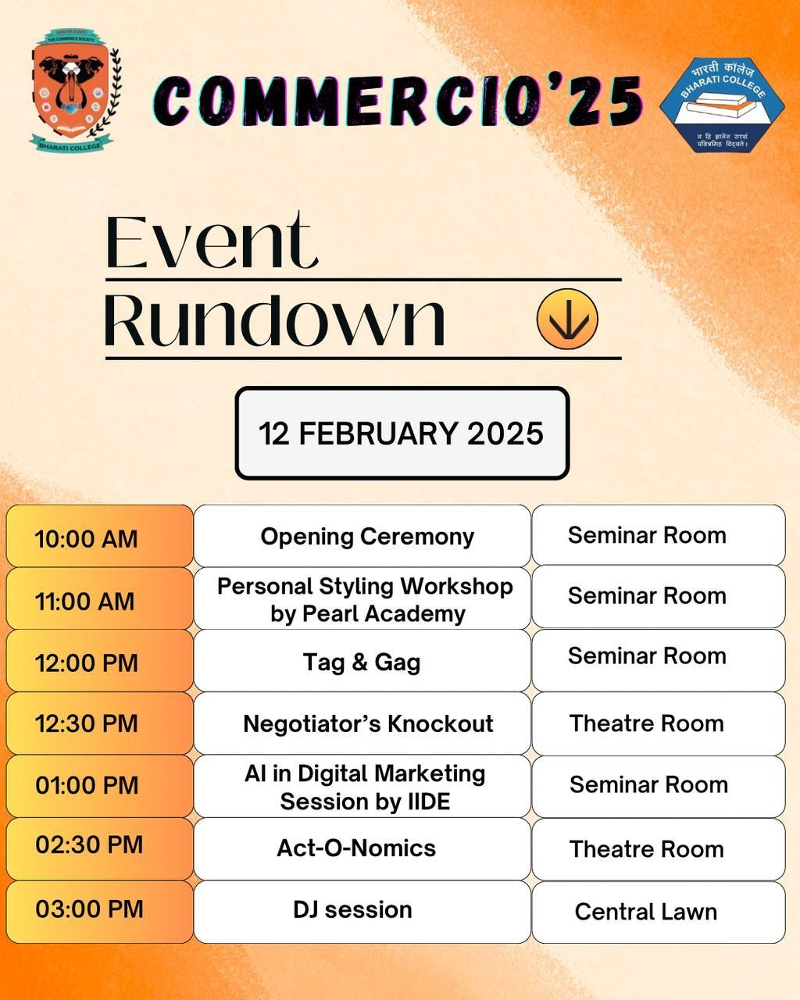 VANIJYA SAMITI
THE COMMERCE SOCIETY
BHARATI COLLEGE
COMMERCIO’25
भारती कॉलेज
BHARATI COLLEGE
न हि ज्ञानेन सदृशं
पवित्रमिह विद्यते।
Event
Rundown
12 FEBRUARY 2025
10:00 AM Opening Ceremony Seminar Room
11:00 AM Personal Styling Workshop Seminar Room
by Pearl Academy
12:00 PM Tag & Gag Seminar Room
12:30 PM Negotiator’s Knockout Theatre Room
01:00 PM AI in Digital Marketing Seminar Room
Session by IIDE
02:30 PM Act-O-Nomics Theatre Room
03:00 PM DJ session Central Lawn